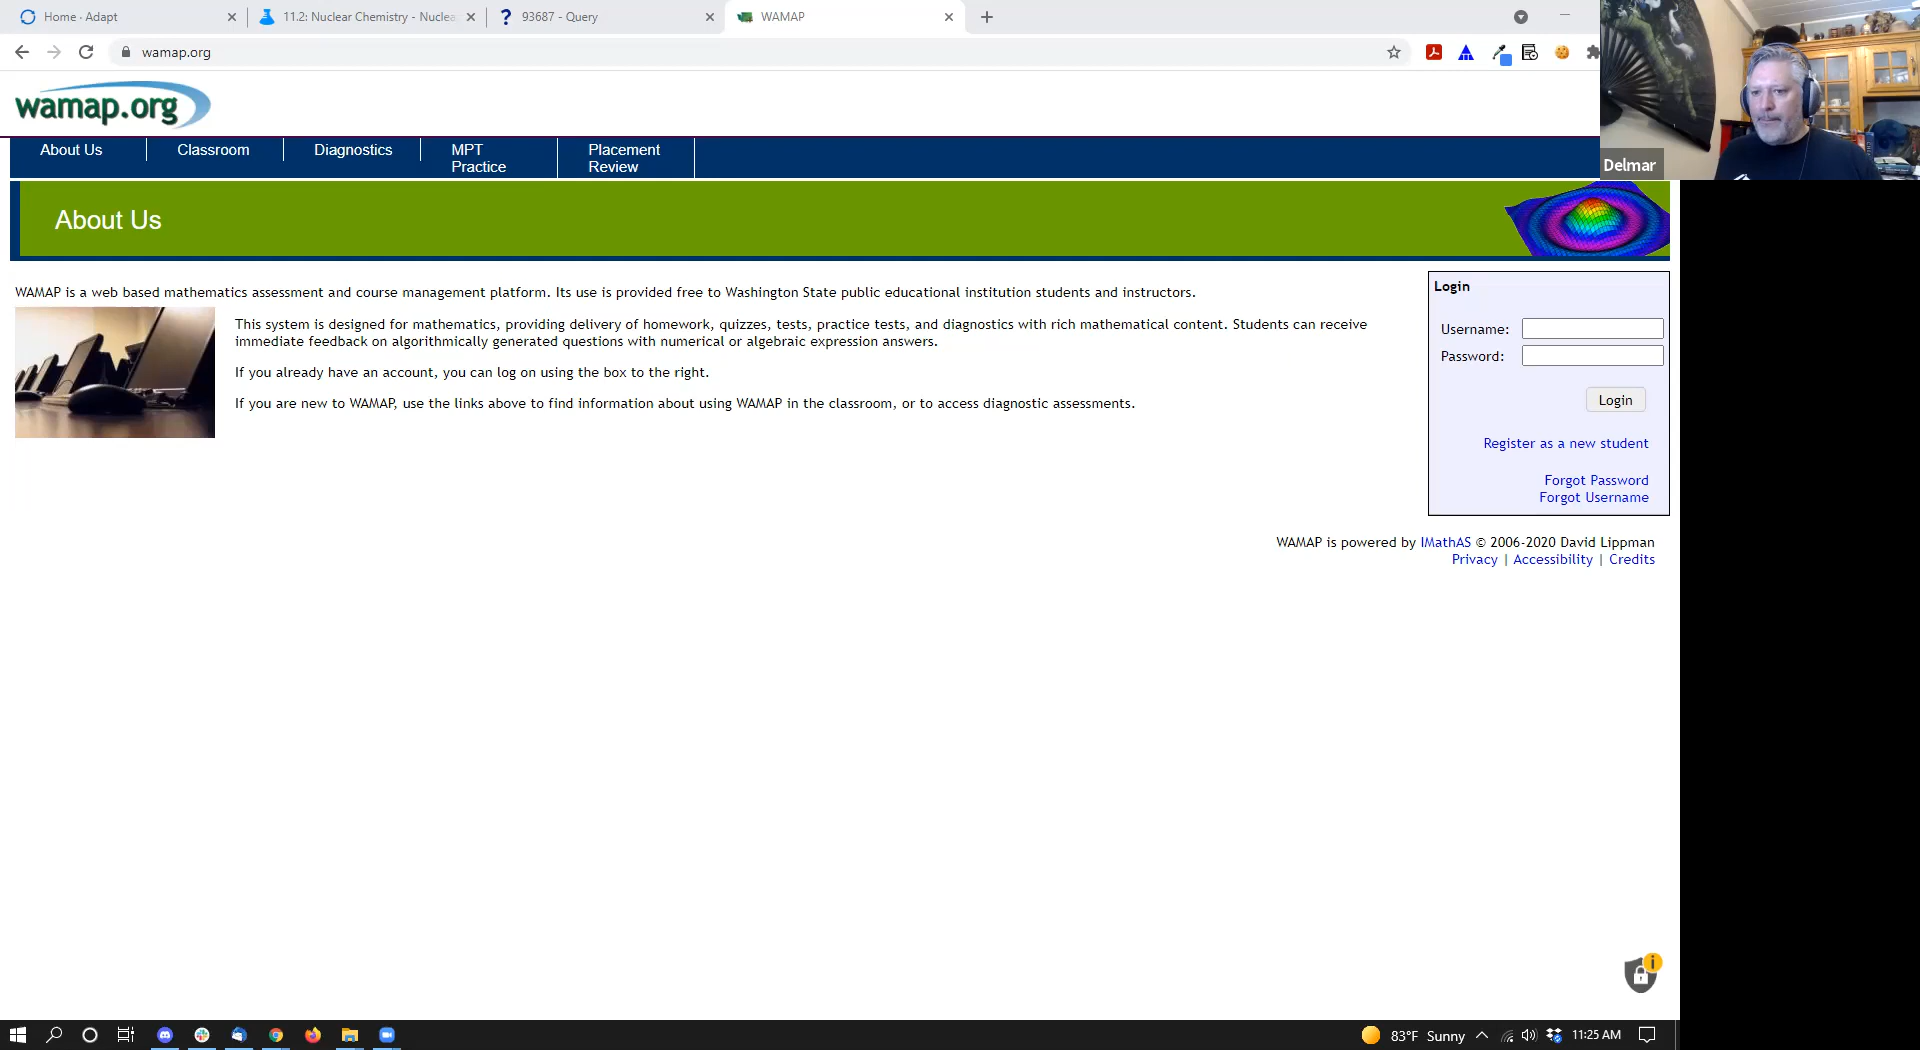 Home - Adapt
11.2: Nuclear Chemistry - Nuclea
93687 - Query
WAMAP
wamap.org
wamap.org
About Us
Classroom
Diagnostics
MPT
Practice
Placement
Review
Delmar
About Us
WAMAP is a web based mathematics assessment and course management platform. Its use is provided free to Washington State public educational institution students and instructors.
This system is designed for mathematics, providing delivery of homework, quizzes, tests, practice tests, and diagnostics with rich mathematical content. Students can receive
immediate feedback on algorithmically generated questions with numerical or algebraic expression answers.
If you already have an account, you can log on using the box to the right.
If you are new to WAMAP, use the links above to find information about using WAMAP in the classroom, or to access diagnostic assessments.
Login
Username:
Password:
Login
Register as a new student
Forgot Password
Forgot Username
WAMAP is powered by IMathAS © 2006-2020 David Lippman
Privacy | Accessibility | Credits
83°F Sunny
11:25 AM